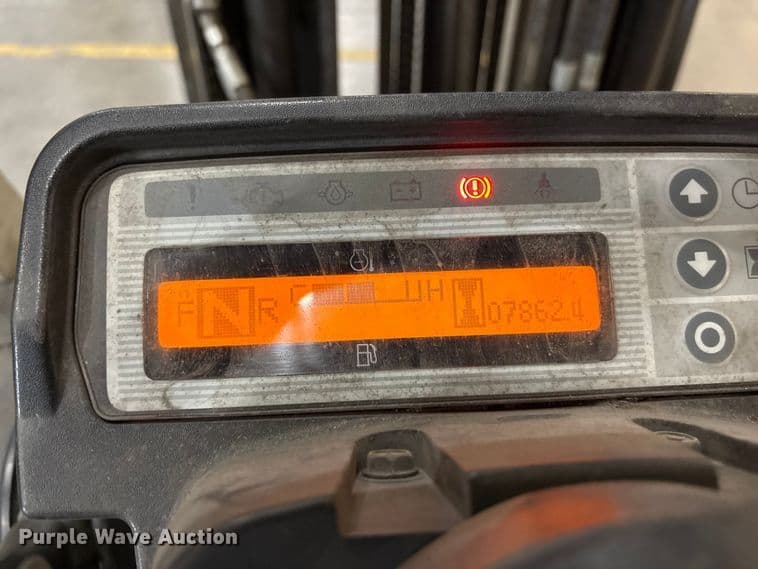 F N R C H 07862.4
Purple Wave Auction